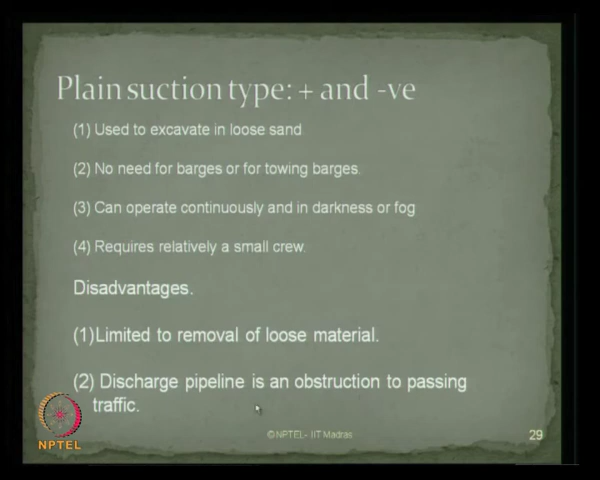 Plain suction type: + and -ve
(1) Used to excavate in loose sand
(2) No need for barges or for towing barges.
(3) Can operate continuously and in darkness or fog
(4) Requires relatively a small crew.
Disadvantages.
(1)Limited to removal of loose material.
(2) Discharge pipeline is an obstruction to passing
traffic.
NPTEL
©NPTEL- IIT Madras
29